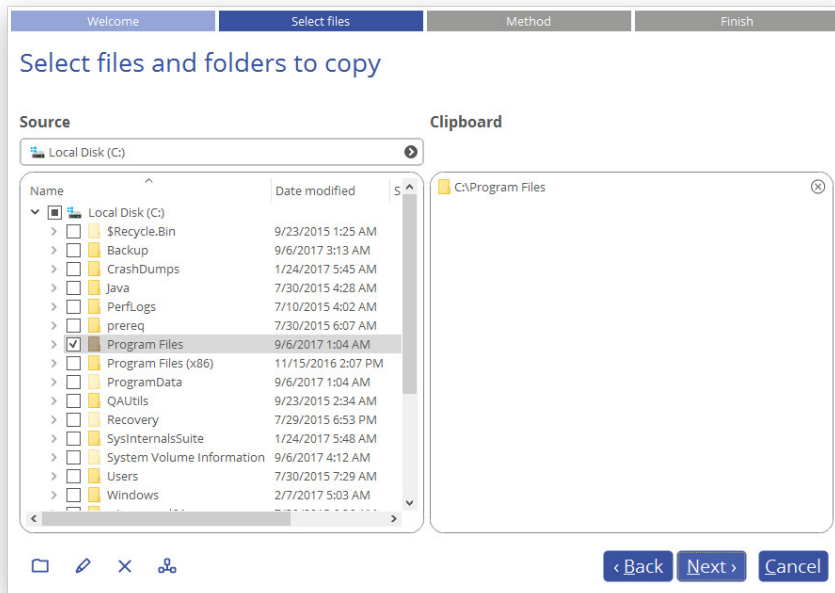 Welcome Select files Method Finish
Select files and folders to copy
Source
Clipboard
Local Disk (C:)
Name Date modified S
Local Disk (C:)
$Recycle.Bin 9/23/2015 1:25 AM
Backup 9/6/2017 3:13 AM
CrashDumps 1/24/2017 5:45 AM
Java 7/30/2015 4:28 AM
PerfLogs 7/10/2015 4:02 AM
prereq 7/30/2015 6:07 AM
Program Files 9/6/2017 1:04 AM
Program Files (x86) 11/15/2016 2:07 PM
ProgramData 9/6/2017 1:04 AM
QAUtils 9/23/2015 2:34 AM
Recovery 7/29/2015 6:53 PM
SysInternalsSuite 1/24/2017 5:48 AM
System Volume Information 9/6/2017 4:12 AM
Users 7/30/2015 7:29 AM
Windows 2/7/2017 5:03 AM
C:\Program Files
‹ Back Next › Cancel